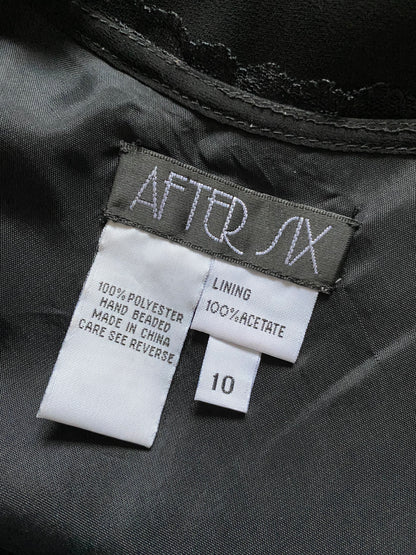 AFTER SIX
100% POLYESTER
HAND BEADED
MADE IN CHINA
CARE SEE REVERSE
LINING
100% ACETATE
10